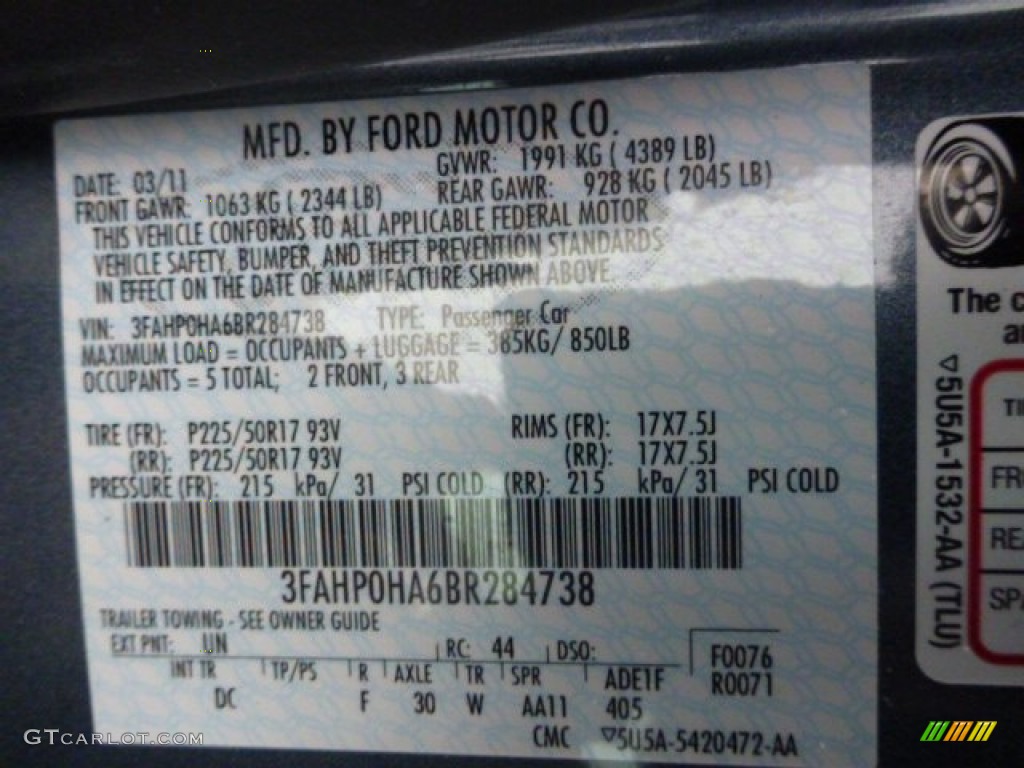 MFD. BY FORD MOTOR CO.
DATE: 03/11 GVWR: 1991 KG ( 4389 LB)
FRONT GAWR: 1063 KG ( 2344 LB) REAR GAWR: 928 KG ( 2045 LB)
THIS VEHICLE CONFORMS TO ALL APPLICABLE FEDERAL MOTOR
VEHICLE SAFETY, BUMPER, AND THEFT PREVENTION STANDARDS
IN EFFECT ON THE DATE OF MANUFACTURE SHOWN ABOVE.
VIN: 3FAHP0HA6BR284738 TYPE: Passenger Car
MAXIMUM LOAD = OCCUPANTS + LUGGAGE = 385KG/ 850LB
OCCUPANTS = 5 TOTAL; 2 FRONT, 3 REAR
TIRE (FR): P225/50R17 93V RIMS (FR): 17X7.5J
(RR): P225/50R17 93V (RR): 17X7.5J
PRESSURE (FR): 215 kPa/ 31 PSI COLD (RR): 215 kPa/ 31 PSI COLD
3FAHP0HA6BR284738
TRAILER TOWING - SEE OWNER GUIDE
EXT PNT: UN RC: 44 DSO: F0076
INT TR TP/PS R AXLE TR SPR ADE1F R0071
DC F 30 W AA11 405
CMC ▽5U5A-5420472-AA
The c
an
▽5U5A-1532-AA (TLU)
TI
FR
REA
SPA
GTCARLOT.COM